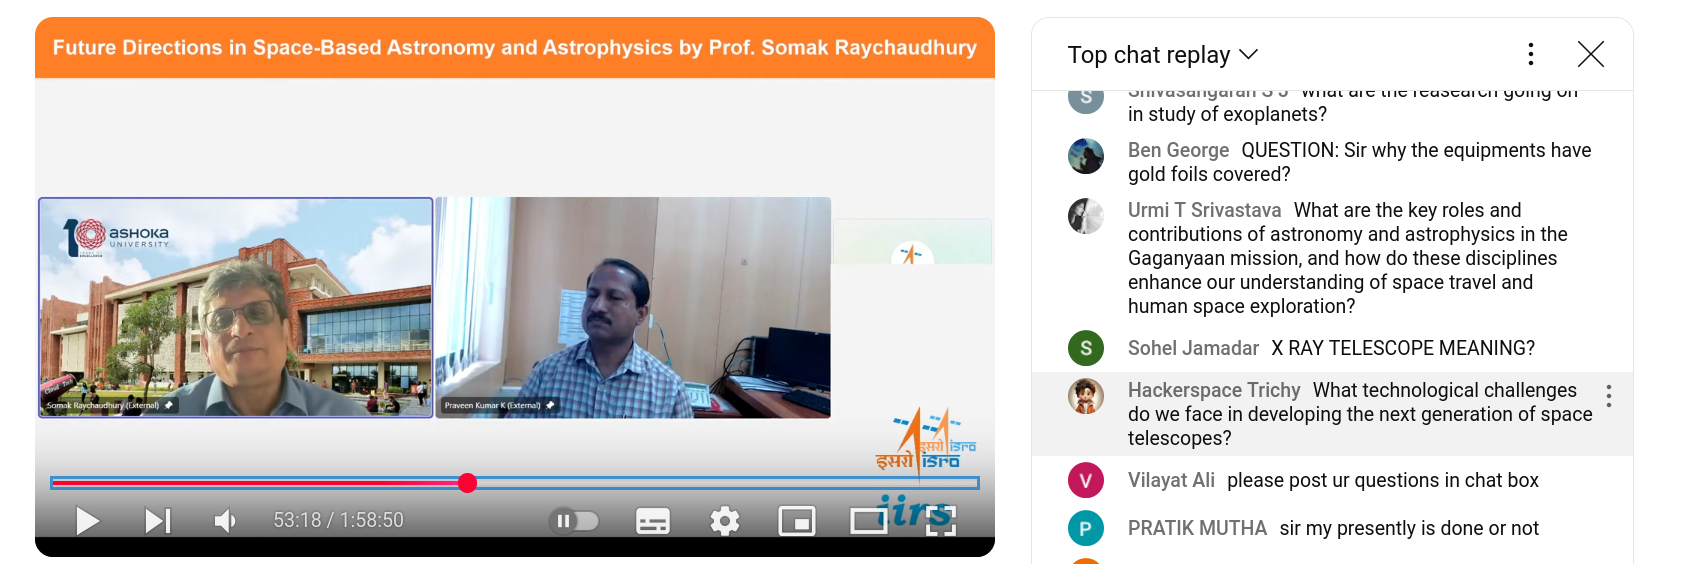 Future Directions in Space-Based Astronomy and Astrophysics by Prof. Somak Raychaudhury
10 ASHOKA
UNIVERSITY
Somak Raychaudhury (External)
Praveen Kumar K (External)
इसरो isro
इसरो isro
iirs
53:18 / 1:58:50
Top chat replay
S Shivasangaran S J what are the reasearch going on
in study of exoplanets?
Ben George QUESTION: Sir why the equipments have
gold foils covered?
Urmi T Srivastava What are the key roles and
contributions of astronomy and astrophysics in the
Gaganyaan mission, and how do these disciplines
enhance our understanding of space travel and
human space exploration?
S Sohel Jamadar X RAY TELESCOPE MEANING?
Hackerspace Trichy What technological challenges
do we face in developing the next generation of space
telescopes?
V Vilayat Ali please post ur questions in chat box
P PRATIK MUTHA sir my presently is done or not